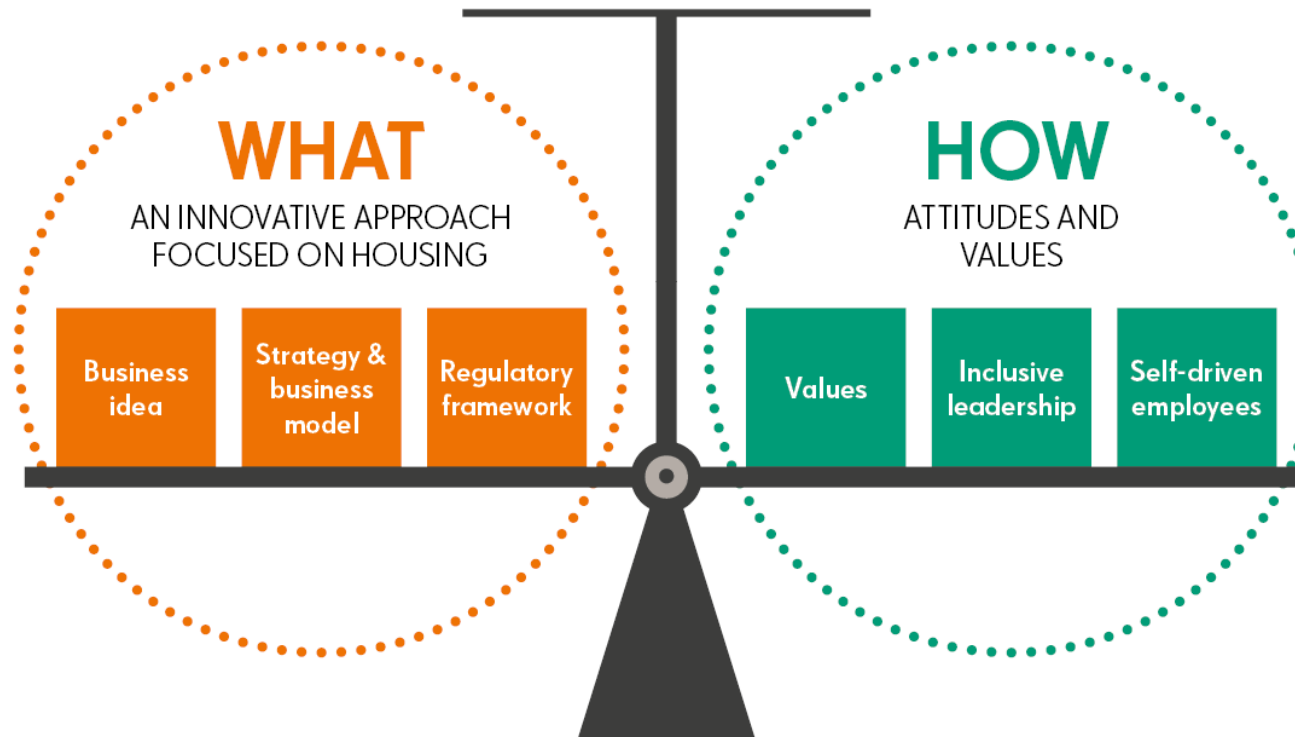 WHAT
AN INNOVATIVE APPROACH
FOCUSED ON HOUSING
Business
idea
Strategy &
business
model
Regulatory
framework
HOW
ATTITUDES AND
VALUES
Values
Inclusive
leadership
Self-driven
employees